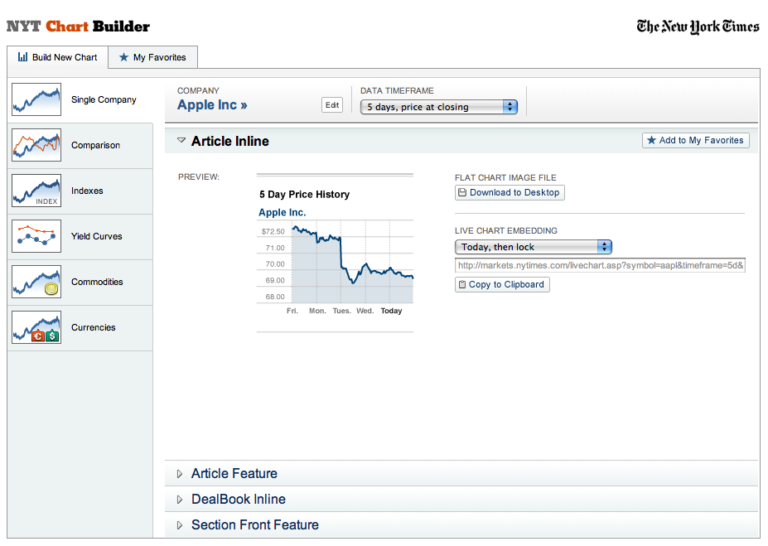 NYT Chart Builder
The New York Times
Build New Chart
My Favorites
Single Company
Comparison
INDEX
Indexes
Yield Curves
Commodities
Currencies
COMPANY
Apple Inc »
Edit
DATA TIMEFRAME
5 days, price at closing
Article Inline
Add to My Favorites
PREVIEW:
5 Day Price History
Apple Inc.
$72.50
71.00
70.00
69.00
68.00
Fri. Mon. Tues. Wed. Today
FLAT CHART IMAGE FILE
Download to Desktop
LIVE CHART EMBEDDING
Today, then lock
http://markets.nytimes.com/livechart.asp?symbol=aapl&timeframe=5d&
Copy to Clipboard
Article Feature
DealBook Inline
Section Front Feature